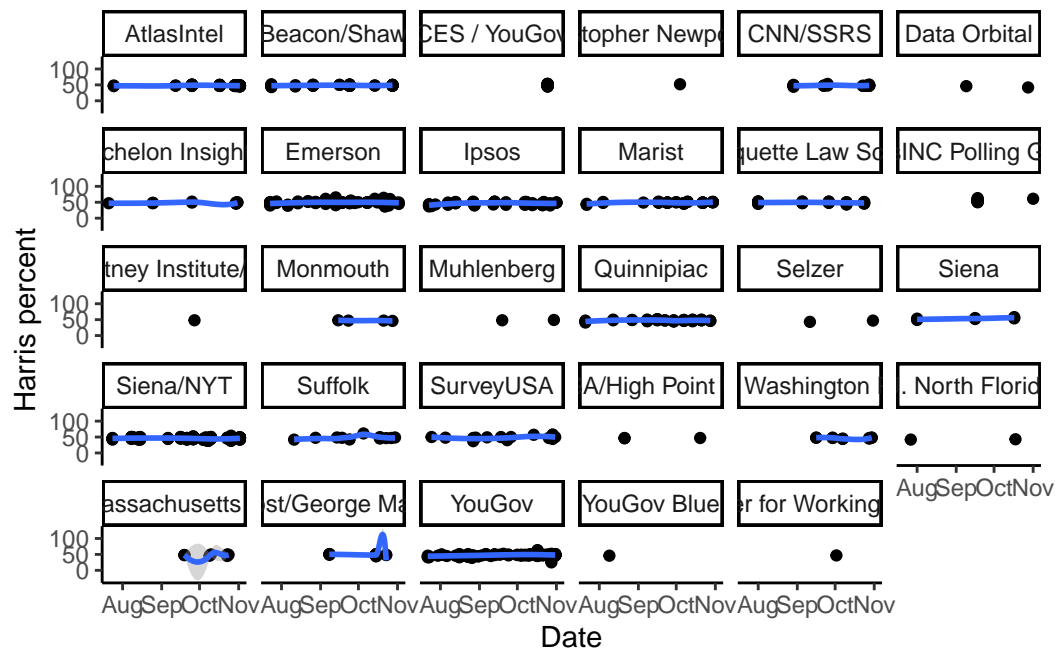 AtlasIntel Beacon/Shaw CES / YouGov topher Newpo CNN/SSRS Data Orbital
100
50
0
chelon Insigh Emerson Ipsos Marist quette Law Sc INC Polling G
100
50
0
tney Institute/ Monmouth Muhlenberg Quinnipiac Selzer Siena
100
50
0
Siena/NYT Suffolk SurveyUSA A/High Point Washington . North Florid
100
50
0
Aug Sep Oct Nov
assachusetts ost/George Ma YouGov YouGov Blue er for Working
100
50
0
Aug Sep Oct Nov Aug Sep Oct Nov Aug Sep Oct Nov Aug Sep Oct Nov Aug Sep Oct Nov
Date
Harris percent